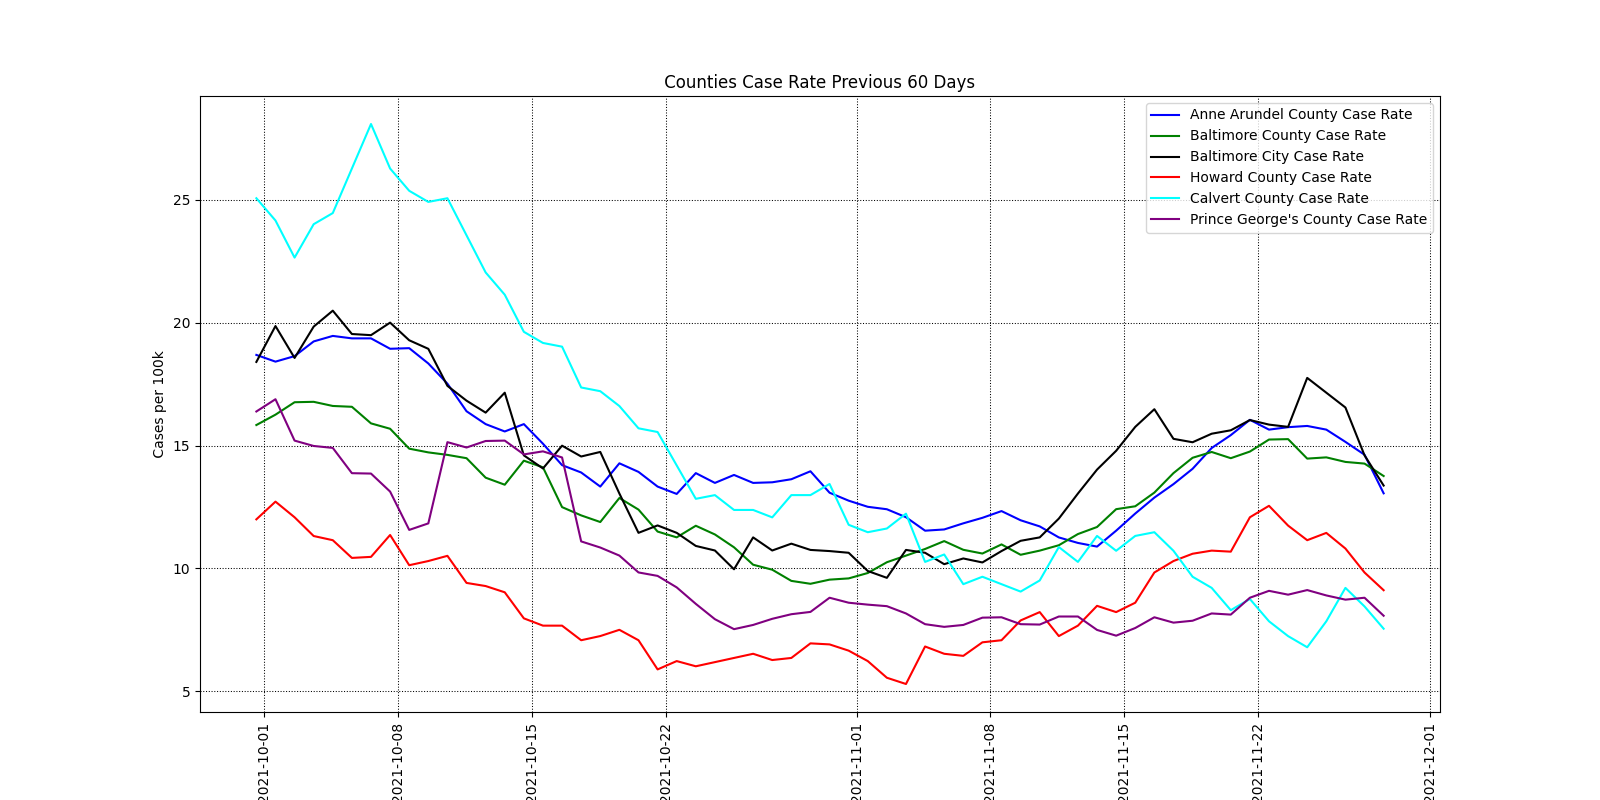 Counties Case Rate Previous 60 Days
Anne Arundel County Case Rate
Baltimore County Case Rate
Baltimore City Case Rate
Howard County Case Rate
Calvert County Case Rate
Prince George's County Case Rate
Cases per 100k
25
20
15
10
5
2021-10-01
2021-10-08
2021-10-15
2021-10-22
2021-11-01
2021-11-08
2021-11-15
2021-11-22
2021-12-01